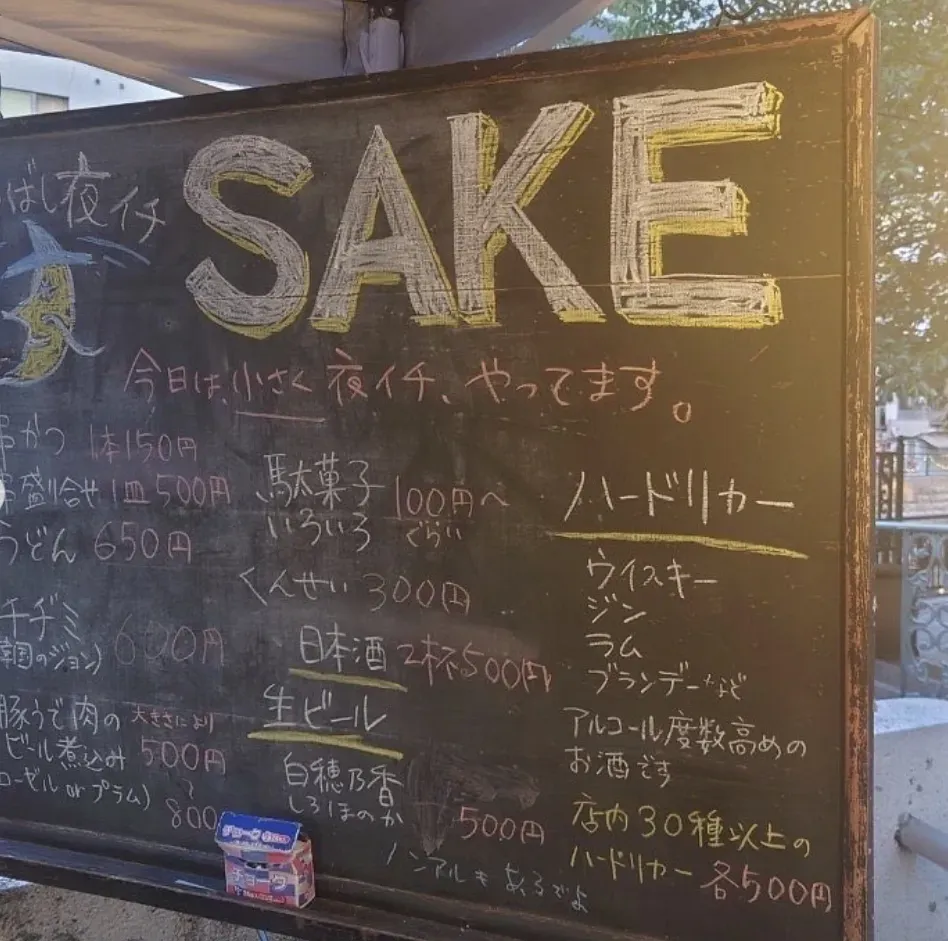 ばし夜イチ
SAKE
今日は、小さく夜イチ、やってます。
串かつ 1本150円
盛り合せ 1皿500円
うどん 650円
チヂミ 600円
韓国のジョン)
豚うで肉の 大きさにより
ビール煮込み 500円
ローゼル or プラム) 〜
800
駄菓子 100円〜
いろいろ ぐらい
くんせい 300円
日本酒 2杯500円
生ビール
白穂乃香
しろほのか 500円
ノンアルもあるでよ
ハードリカー
ウイスキー
ジン
ラム
ブランデーなど
アルコール度数高めの
お酒です
店内30種以上の
ハードリカー 各500円
チョーク